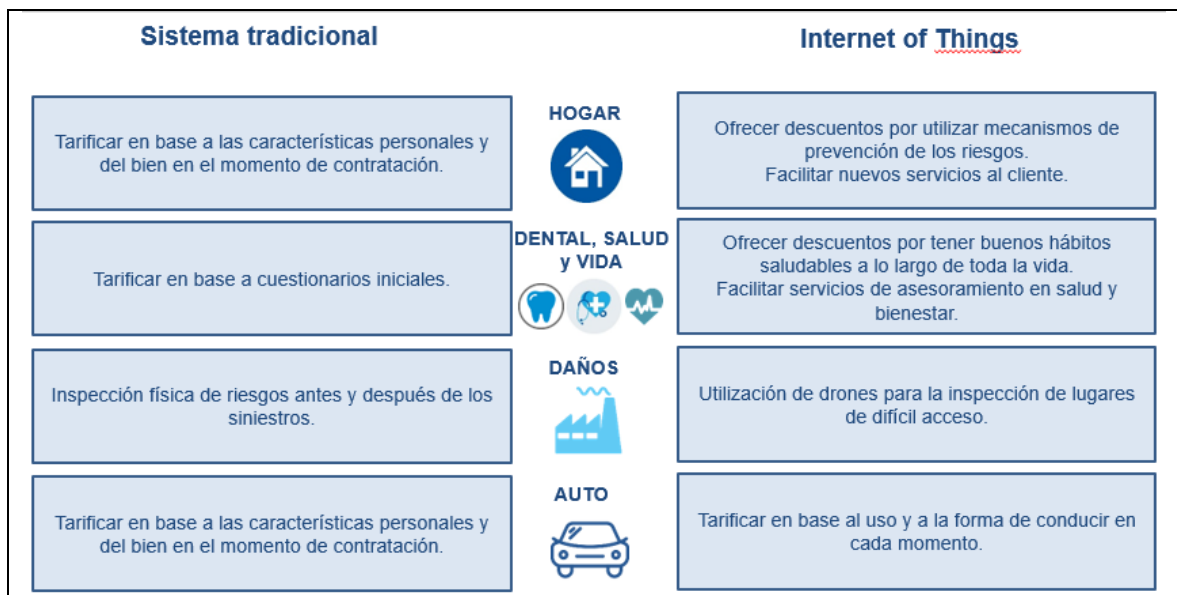 Sistema tradicional
Internet of Things
Tarificar en base a las características personales y
del bien en el momento de contratación.
HOGAR
Ofrecer descuentos por utilizar mecanismos de
prevención de los riesgos.
Facilitar nuevos servicios al cliente.
Tarificar en base a cuestionarios iniciales.
DENTAL, SALUD
y VIDA
Ofrecer descuentos por tener buenos hábitos
saludables a lo largo de toda la vida.
Facilitar servicios de asesoramiento en salud y
bienestar.
Inspección física de riesgos antes y después de los
siniestros.
DAÑOS
Utilización de drones para la inspección de lugares
de difícil acceso.
Tarificar en base a las características personales y
del bien en el momento de contratación.
AUTO
Tarificar en base al uso y a la forma de conducir en
cada momento.